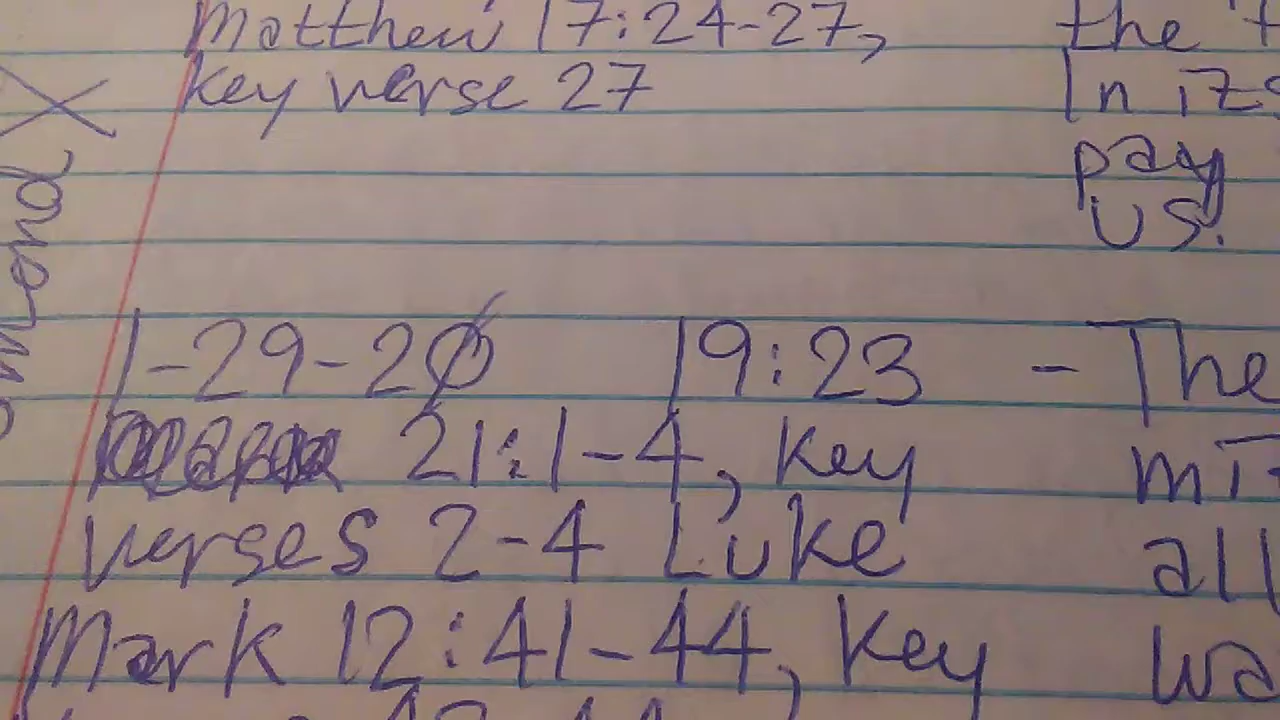 Matthew 17:24-27,
key verse 27
1-29-20 19:23 - The
21:1-4, key
verses 2-4 Luke
Mark 12:41-44, key
the
In
pay
us.
all